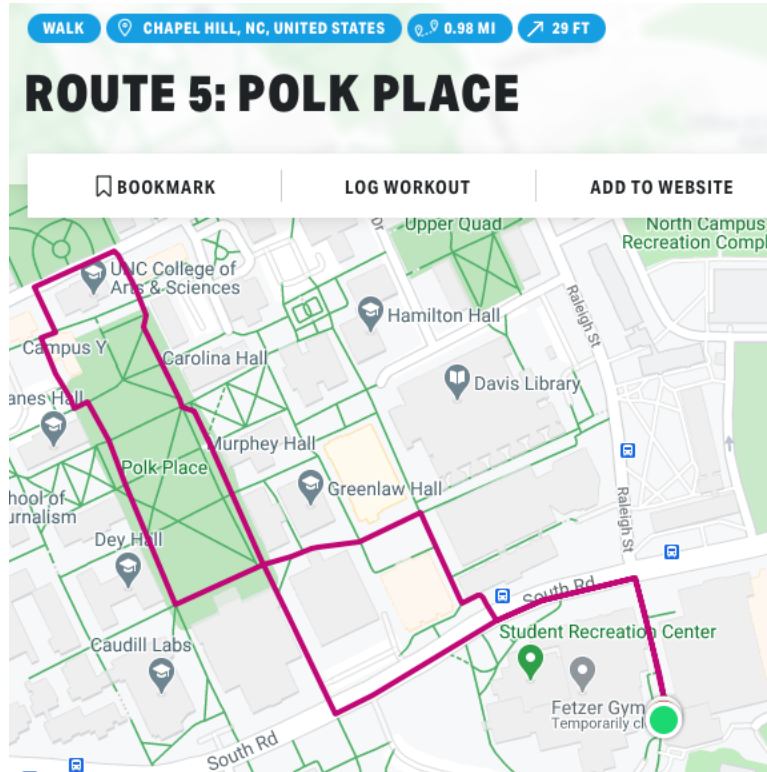 WALK
CHAPEL HILL, NC, UNITED STATES
0.98 MI
29 FT
ROUTE 5: POLK PLACE
BOOKMARK
LOG WORKOUT
ADD TO WEBSITE
Dr
Upper Quad
North Campus
Recreation Compl
UNC College of
Arts & Sciences
Raleigh St
Hamilton Hall
Campus Y
Carolina Hall
Davis Library
anes Hall
Murphey Hall
Polk Place
Greenlaw Hall
hool of
urnalism
Raleigh St
Dey Hall
South Rd
Student Recreation Center
Caudill Labs
Fetzer Gym
Temporarily cl
South Rd